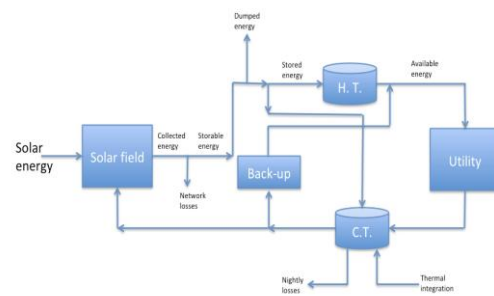 Dumped
energy
Stored
energy
H. T.
Available
energy
Collected
energy
Storable
energy
Solar
energy
Solar field
Network
losses
Back-up
Utility
C.T.
Nightly
losses
Thermal
integration